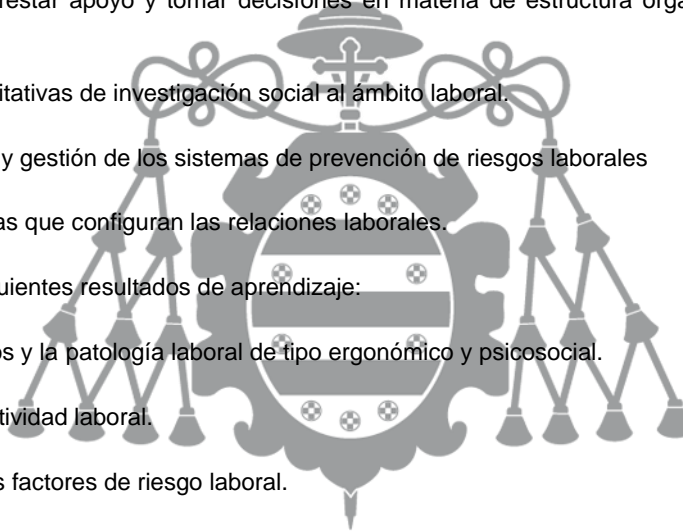 restar apoyo y tomar decisiones en materia de estructura orga
itativas de investigación social al ámbito laboral.
y gestión de los sistemas de prevención de riesgos laborales
as que configuran las relaciones laborales.
uientes resultados de aprendizaje:
os y la patología laboral de tipo ergonómico y psicosocial.
tividad laboral.
s factores de riesgo laboral.